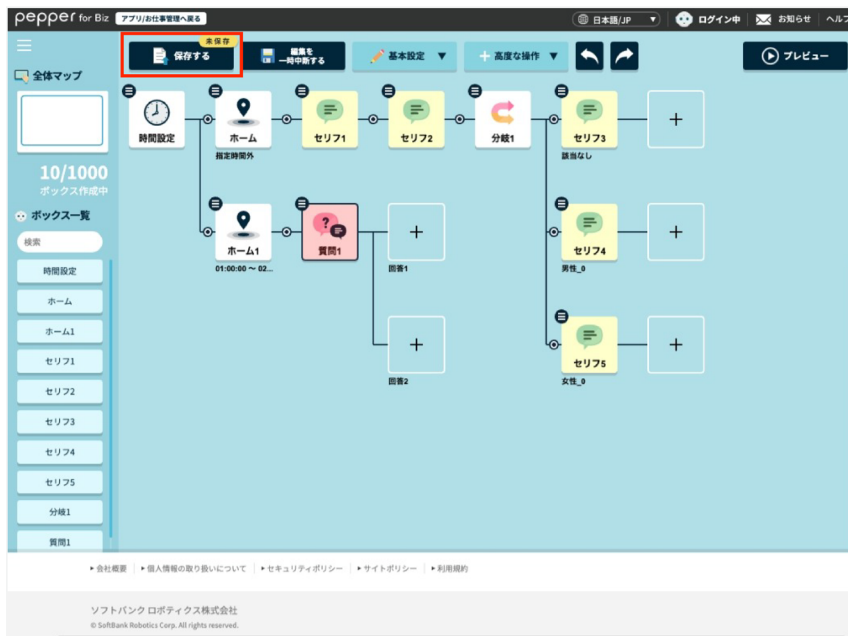 pepper for Biz アプリ/お仕事管理へ戻る 日本語/JP ▼ ログイン中 お知らせ ヘルプ
未保存
保存する 編集を
一時中断する 基本設定 ▼ 高度な操作 ▼ プレビュー
全体マップ
10/1000
ボックス作成中
ボックス一覧
検索
時間設定
ホーム
ホーム1
セリフ1
セリフ2
セリフ3
セリフ4
セリフ5
分岐1
質問1
時間設定 ホーム セリフ1 セリフ2 分岐1 セリフ3
指定時間外 該当なし
ホーム1 質問1 セリフ4
01:00:00 ~ 02... 回答1 男性_0
セリフ5
回答2 女性_0
会社概要 個人情報の取り扱いについて セキュリティポリシー サイトポリシー 利用規約
ソフトバンク ロボティクス株式会社
© SoftBank Robotics Corp. All rights reserved.